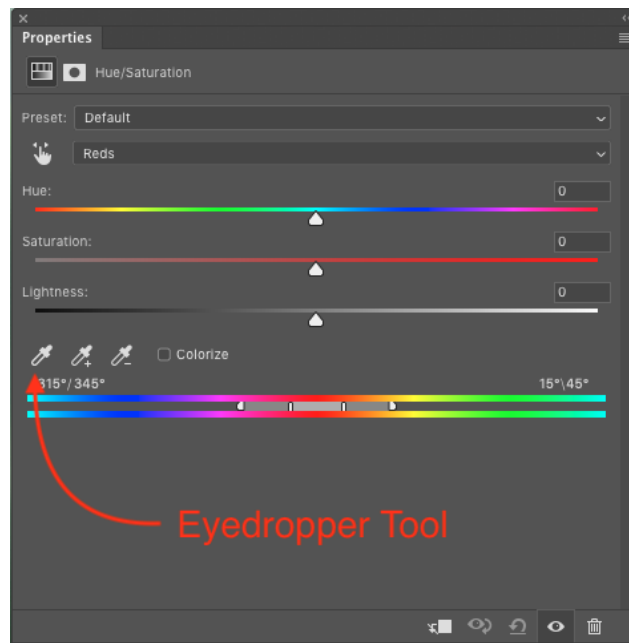 Properties
Hue/Saturation
Preset: Default
Reds
Hue: 0
Saturation: 0
Lightness: 0
Colorize
315°/345° 15°\45°
Eyedropper Tool